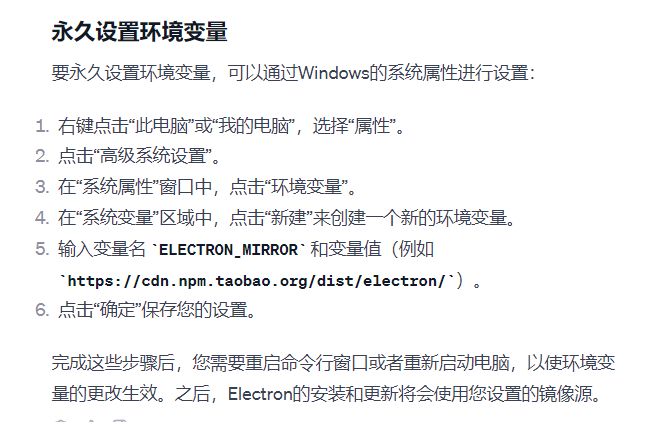 永久设置环境变量
要永久设置环境变量，可以通过Windows的系统属性进行设置：
1. 右键点击“此电脑”或“我的电脑”，选择“属性”。
2. 点击“高级系统设置”。
3. 在“系统属性”窗口中，点击“环境变量”。
4. 在“系统变量”区域中，点击“新建”来创建一个新的环境变量。
5. 输入变量名 `ELECTRON_MIRROR` 和变量值（例如
`https://cdn.npm.taobao.org/dist/electron/`）。
6. 点击“确定”保存您的设置。
完成这些步骤后，您需要重启命令行窗口或者重新启动电脑，以使环境变
量的更改生效。之后，Electron的安装和更新将会使用您设置的镜像源。